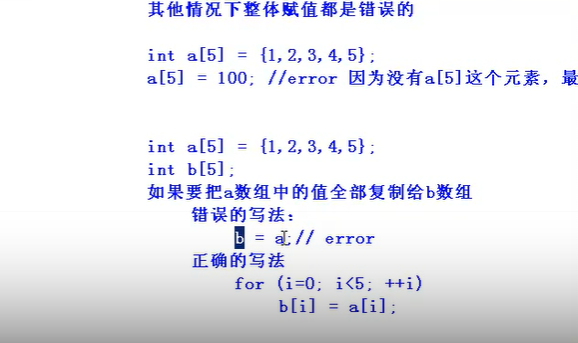 其他情况下整体赋值都是错误的
int a[5] = {1,2,3,4,5};
a[5] = 100; //error 因为没有a[5]这个元素，最
int a[5] = {1,2,3,4,5};
int b[5];
如果要把a数组中的值全部复制给b数组
错误的写法：
b = a;// error
正确的写法
for (i=0; i<5; ++i)
b[i] = a[i];